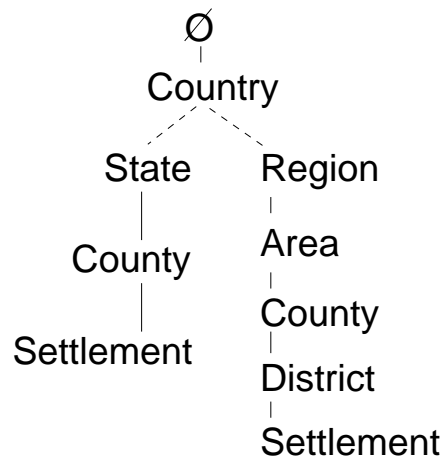 Ø
Country
State Region
Area
County
County
Settlement
District
Settlement